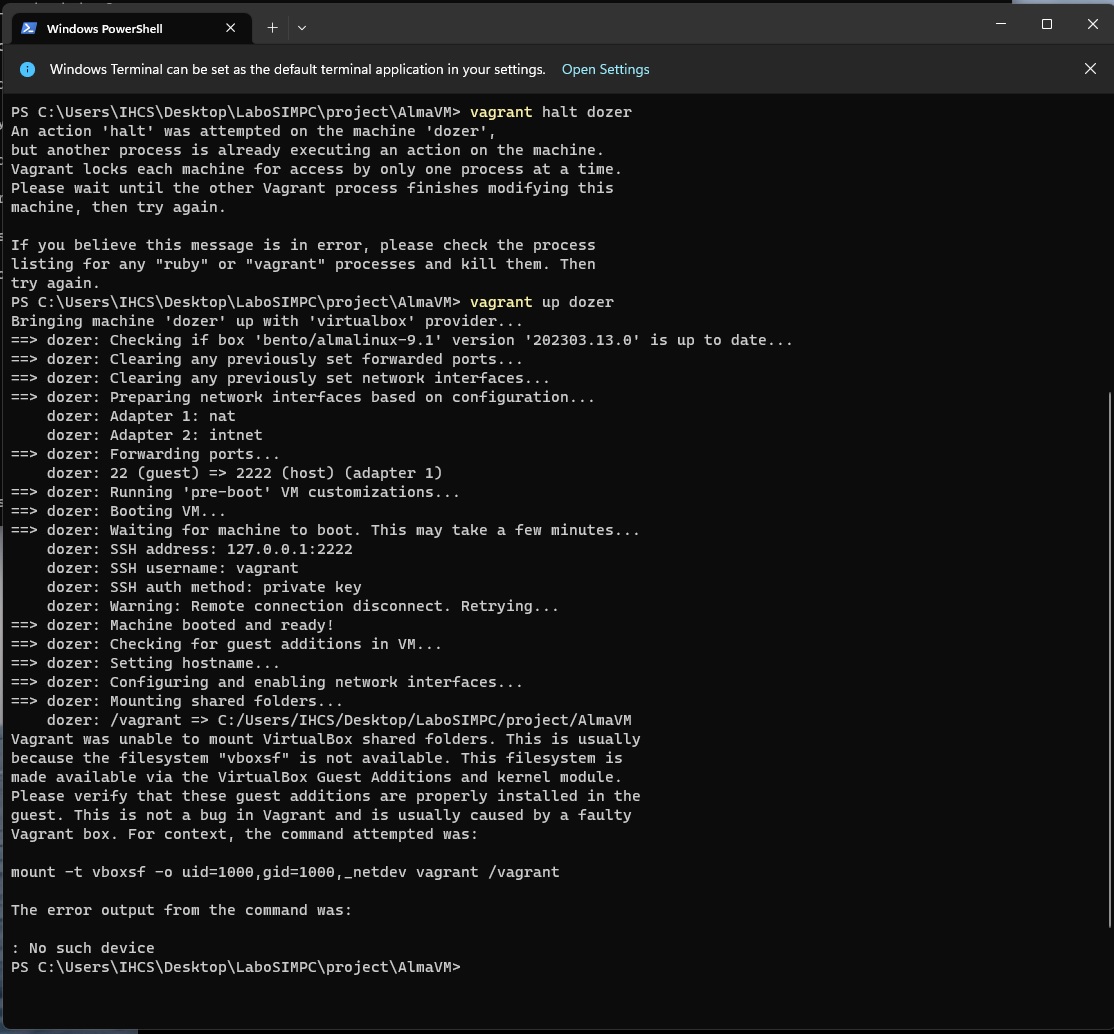 Windows PowerShell
Windows Terminal can be set as the default terminal application in your settings. Open Settings
PS C:\Users\IHCS\Desktop\LaboSIMPC\project\AlmaVM> vagrant halt dozer
An action 'halt' was attempted on the machine 'dozer',
but another process is already executing an action on the machine.
Vagrant locks each machine for access by only one process at a time.
Please wait until the other Vagrant process finishes modifying this
machine, then try again.
If you believe this message is in error, please check the process
listing for any "ruby" or "vagrant" processes and kill them. Then
try again.
PS C:\Users\IHCS\Desktop\LaboSIMPC\project\AlmaVM> vagrant up dozer
Bringing machine 'dozer' up with 'virtualbox' provider...
==> dozer: Checking if box 'bento/almalinux-9.1' version '202303.13.0' is up to date...
==> dozer: Clearing any previously set forwarded ports...
==> dozer: Clearing any previously set network interfaces...
==> dozer: Preparing network interfaces based on configuration...
    dozer: Adapter 1: nat
    dozer: Adapter 2: intnet
==> dozer: Forwarding ports...
    dozer: 22 (guest) => 2222 (host) (adapter 1)
==> dozer: Running 'pre-boot' VM customizations...
==> dozer: Booting VM...
==> dozer: Waiting for machine to boot. This may take a few minutes...
    dozer: SSH address: 127.0.0.1:2222
    dozer: SSH username: vagrant
    dozer: SSH auth method: private key
    dozer: Warning: Remote connection disconnect. Retrying...
==> dozer: Machine booted and ready!
==> dozer: Checking for guest additions in VM...
==> dozer: Setting hostname...
==> dozer: Configuring and enabling network interfaces...
==> dozer: Mounting shared folders...
    dozer: /vagrant => C:/Users/IHCS/Desktop/LaboSIMPC/project/AlmaVM
Vagrant was unable to mount VirtualBox shared folders. This is usually
because the filesystem "vboxsf" is not available. This filesystem is
made available via the VirtualBox Guest Additions and kernel module.
Please verify that these guest additions are properly installed in the
guest. This is not a bug in Vagrant and is usually caused by a faulty
Vagrant box. For context, the command attempted was:
mount -t vboxsf -o uid=1000,gid=1000,_netdev vagrant /vagrant
The error output from the command was:
: No such device
PS C:\Users\IHCS\Desktop\LaboSIMPC\project\AlmaVM>